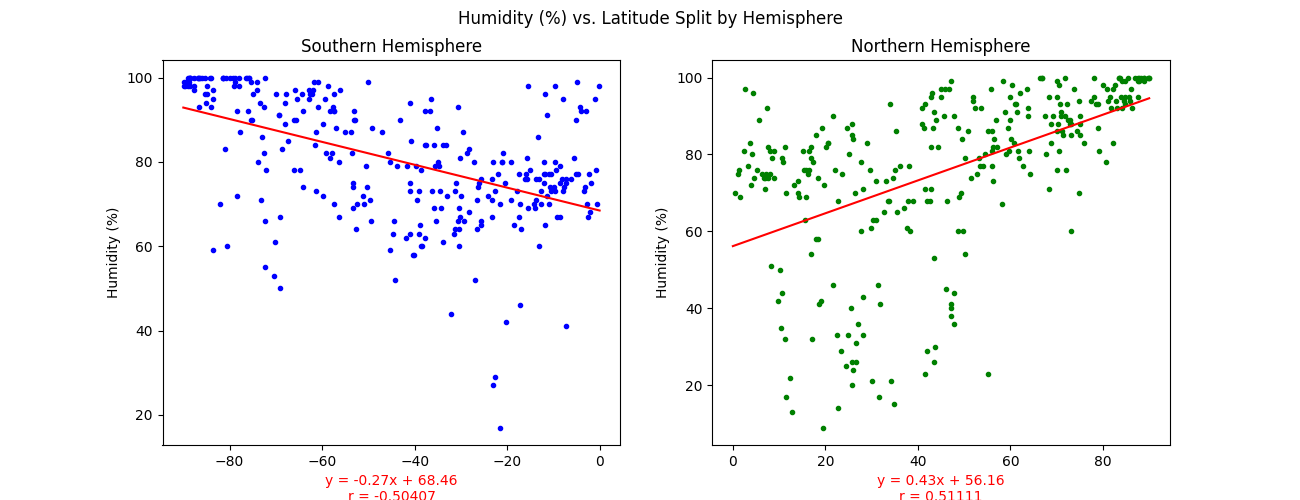 Humidity (%) vs. Latitude Split by Hemisphere
Southern Hemisphere
Humidity (%)
100
80
60
40
20
−80
−60
−40
−20
0
y = -0.27x + 68.46
r = -0.50407
Northern Hemisphere
Humidity (%)
100
80
60
40
20
0
20
40
60
80
y = 0.43x + 56.16
r = 0.51111